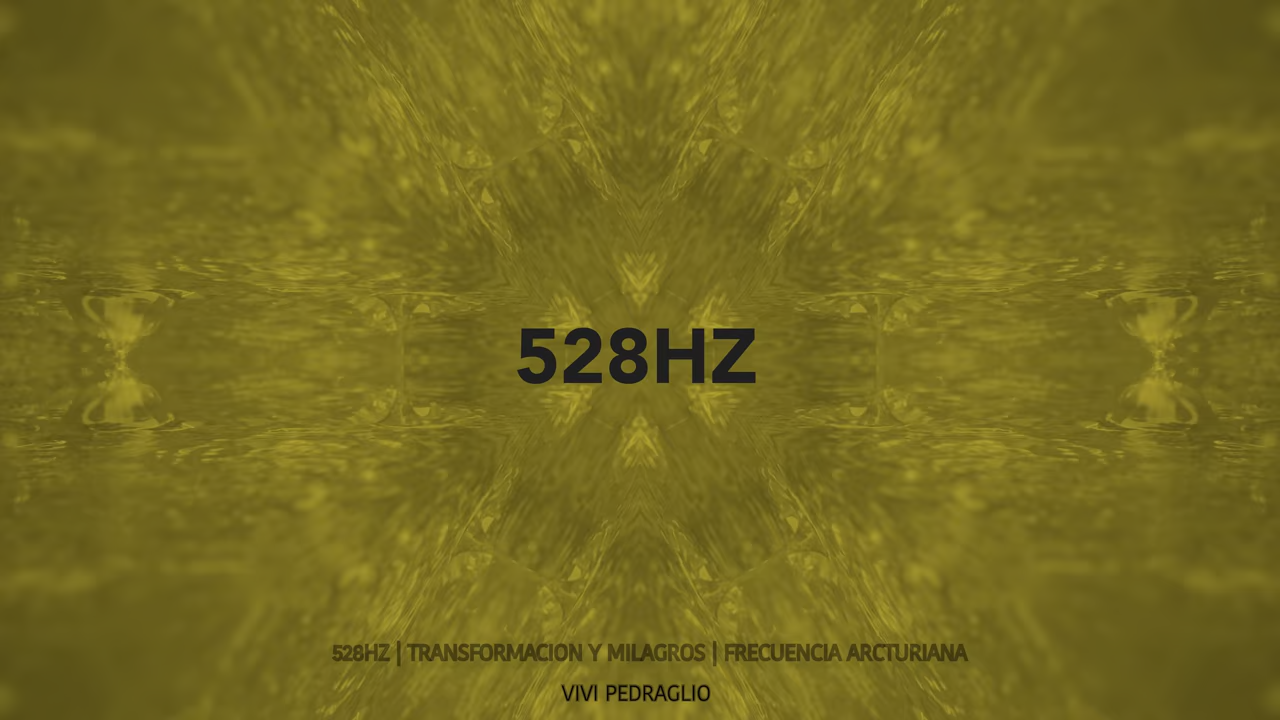 528HZ
528HZ | TRANSFORMACION Y MILAGROS | FRECUENCIA ARCTURIANA
VIVI PEDRAGLIO